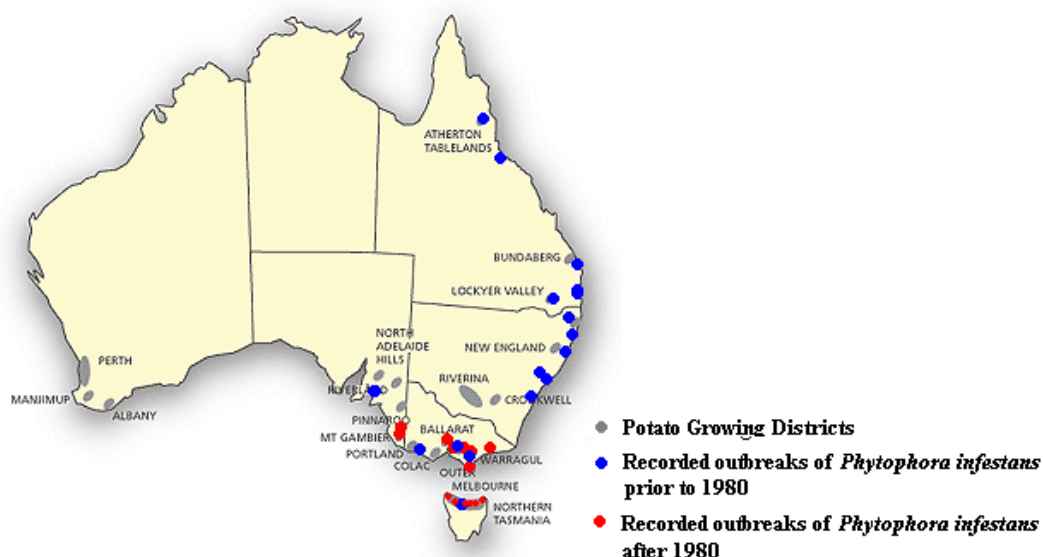 ATHERTON
TABLELANDS
BUNDABERG
LOCKYER VALLEY
NORTH
ADELAIDE
HILLS
NEW ENGLAND
PERTH
RIVERLAND
RIVERINA
MANJIMUP
ALBANY
CROOKWELL
PINNAROO
BALLARAT
MT GAMBIER
PORTLAND
COLAC
WARRAGUL
OUTER
MELBOURNE
NORTHERN
TASMANIA
Potato Growing Districts
Recorded outbreaks of Phytophora infestans
prior to 1980
Recorded outbreaks of Phytophora infestans
after 1980